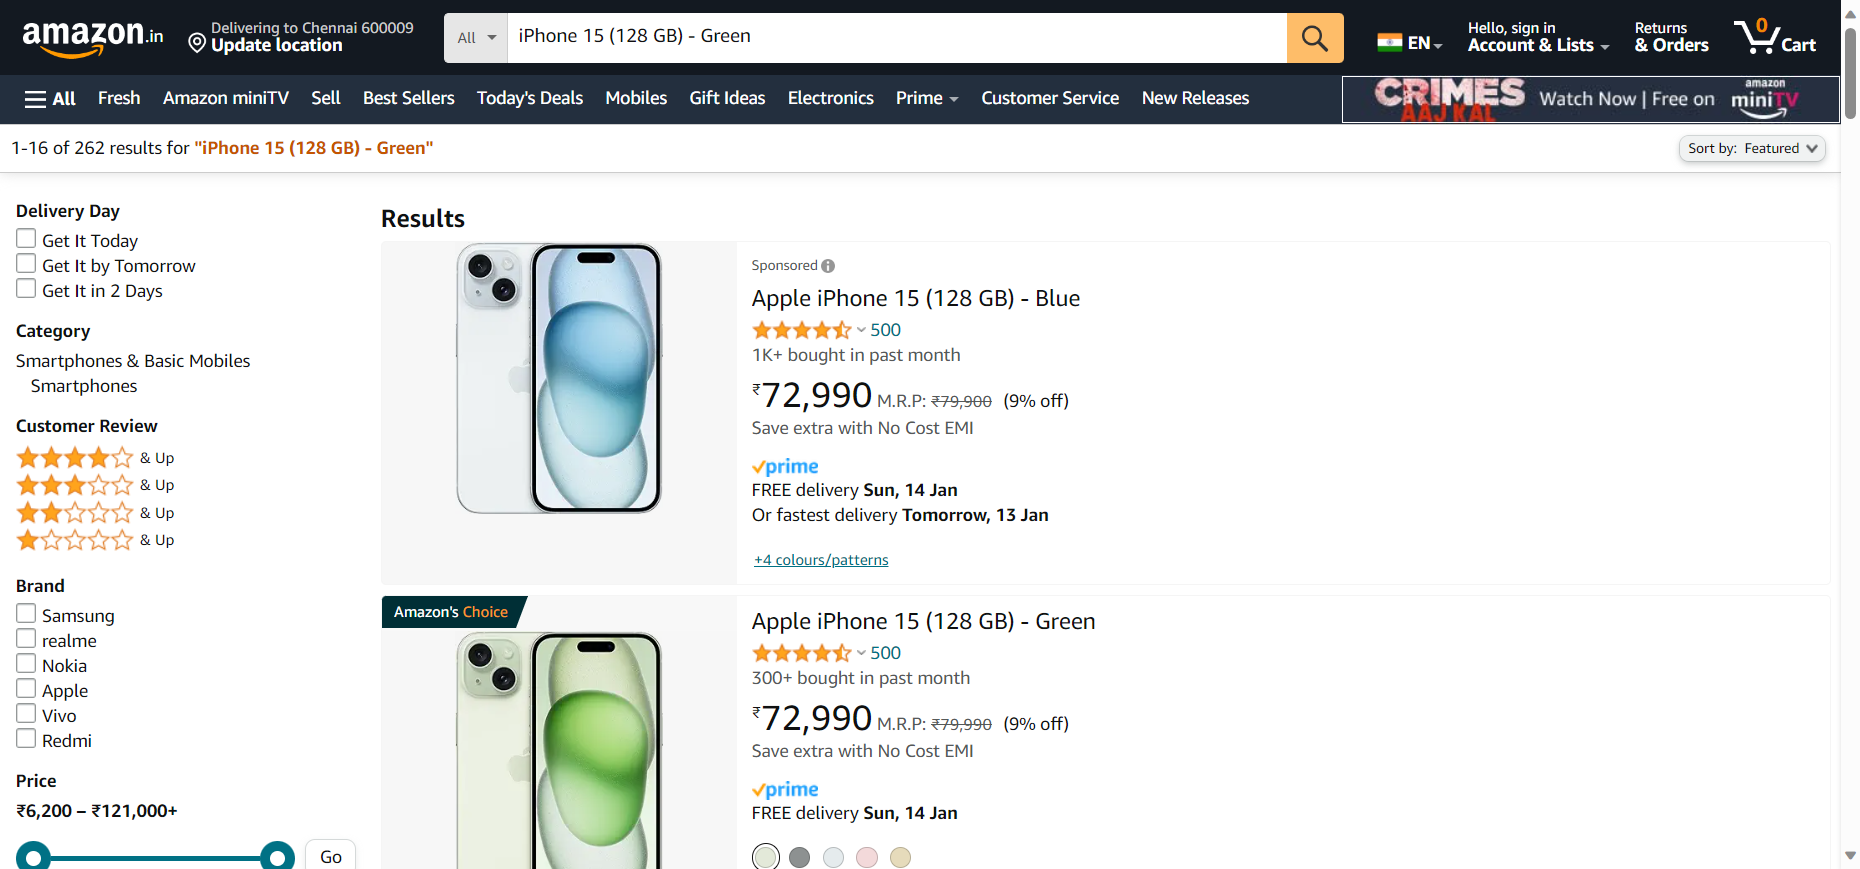 amazon.in
Delivering to Chennai 600009
Update location
All
iPhone 15 (128 GB) - Green
EN
Hello, sign in
Account & Lists
Returns
& Orders
0
Cart
All
Fresh
Amazon miniTV
Sell
Best Sellers
Today's Deals
Mobiles
Gift Ideas
Electronics
Prime
Customer Service
New Releases
CRIMES
AAJ KAL
Watch Now | Free on
amazon
miniTV
1-16 of 262 results for "iPhone 15 (128 GB) - Green"
Sort by: Featured
Delivery Day
Get It Today
Get It by Tomorrow
Get It in 2 Days
Category
Smartphones & Basic Mobiles
Smartphones
Customer Review
& Up
& Up
& Up
& Up
Brand
Samsung
realme
Nokia
Apple
Vivo
Redmi
Price
₹6,200 – ₹121,000+
Go
Results
Sponsored
Apple iPhone 15 (128 GB) - Blue
500
1K+ bought in past month
₹72,990 M.R.P: ₹79,900 (9% off)
Save extra with No Cost EMI
prime
FREE delivery Sun, 14 Jan
Or fastest delivery Tomorrow, 13 Jan
+4 colours/patterns
Amazon's Choice
Apple iPhone 15 (128 GB) - Green
500
300+ bought in past month
₹72,990 M.R.P: ₹79,990 (9% off)
Save extra with No Cost EMI
prime
FREE delivery Sun, 14 Jan